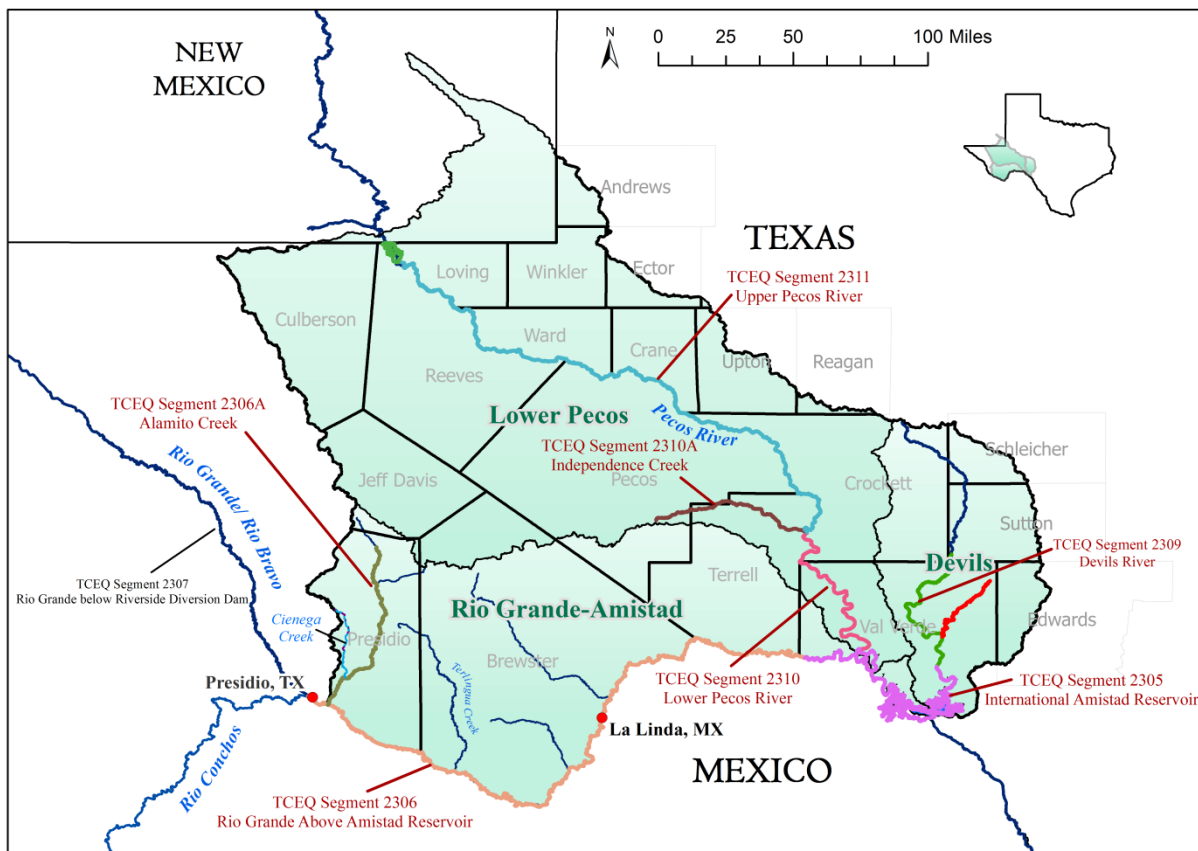 NEW
MEXICO
N
0 25 50 100 Miles
Andrews
TEXAS
Loving
Winkler
Ector
TCEQ Segment 2311
Upper Pecos River
Culberson
Ward
Crane
Upton
Reagan
Reeves
TCEQ Segment 2306A
Alamito Creek
Lower Pecos
Pecos River
TCEQ Segment 2310A
Independence Creek
Schleicher
Jeff Davis
Pecos
Crockett
Rio Grande/ Rio Bravo
Sutton
TCEQ Segment 2309
Devils River
Devils
TCEQ Segment 2307
Rio Grande below Riverside Diversion Dam
Terrell
Rio Grande-Amistad
Cienega
Creek
Presidio
Val Verde
Edwards
Brewster
Terlingua Creek
Presidio, TX
TCEQ Segment 2310
Lower Pecos River
TCEQ Segment 2305
International Amistad Reservoir
La Linda, MX
Rio Conchos
MEXICO
TCEQ Segment 2306
Rio Grande Above Amistad Reservoir